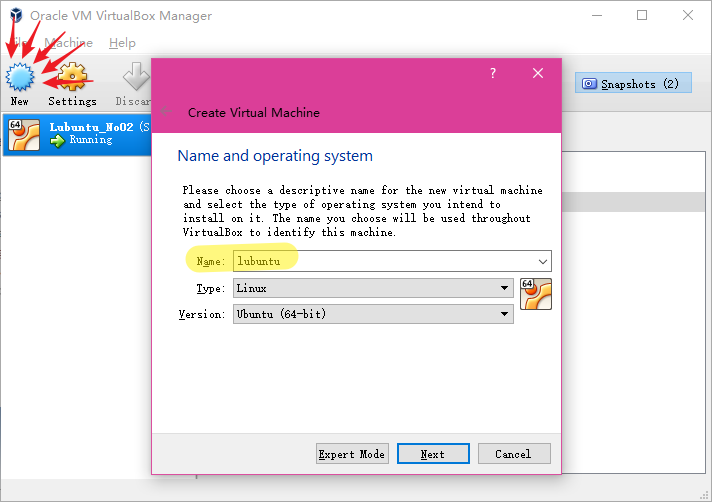 Oracle VM VirtualBox Manager
Machine Help
New Settings
Snapshots (2)
64 Lubuntu_No02 (S
Running
?
Create Virtual Machine
Name and operating system
Please choose a descriptive name for the new virtual machine
and select the type of operating system you intend to
install on it. The name you choose will be used throughout
VirtualBox to identify this machine.
Name: lubuntu
Type: Linux
64
Version: Ubuntu (64-bit)
Expert Mode Next Cancel